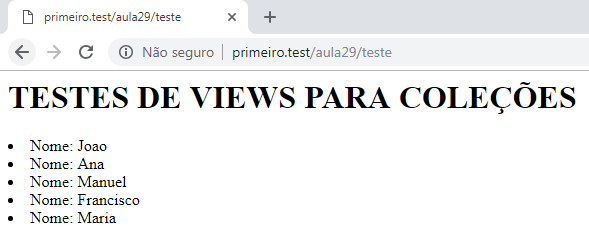 primeiro.test/aula29/teste
Não seguro | primeiro.test/aula29/teste
TESTES DE VIEWS PARA COLEÇÕES
• Nome: Joao
• Nome: Ana
• Nome: Manuel
• Nome: Francisco
• Nome: Maria